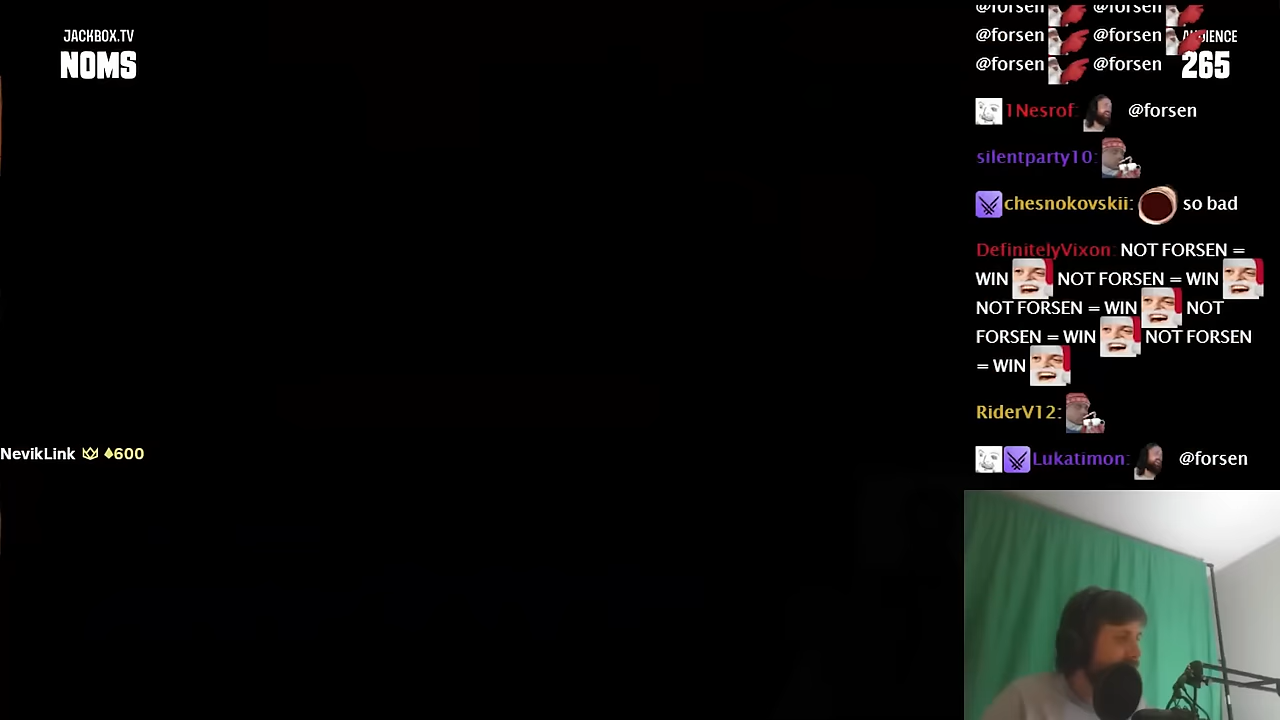 JACKBOX.TV
NOMS
@forsen @forsen
@forsen @forsen
@forsen @forsen
AUDIENCE
265
1Nesrof: @forsen
silentparty10:
chesnokovskii: so bad
DefinitelyVixon: NOT FORSEN =
WIN NOT FORSEN = WIN
NOT FORSEN = WIN NOT
FORSEN = WIN NOT FORSEN
= WIN
RiderV12:
NevikLink 600
Lukatimon: @forsen